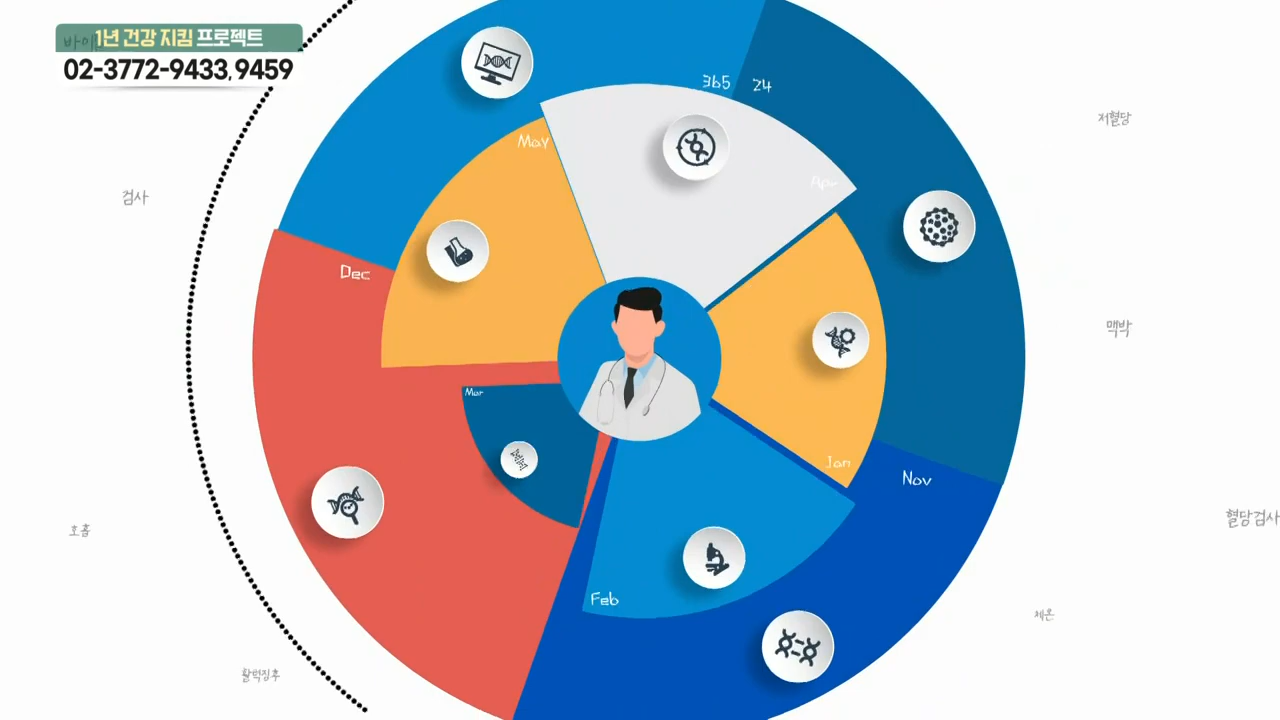 1년 건강 지킴 프로젝트
02-3772-9433, 9459
365 24
저혈당
May
Apr
검사
Dec
맥박
Mar
Jan
Nov
혈당검사
호흡
Feb
체온
활력징후